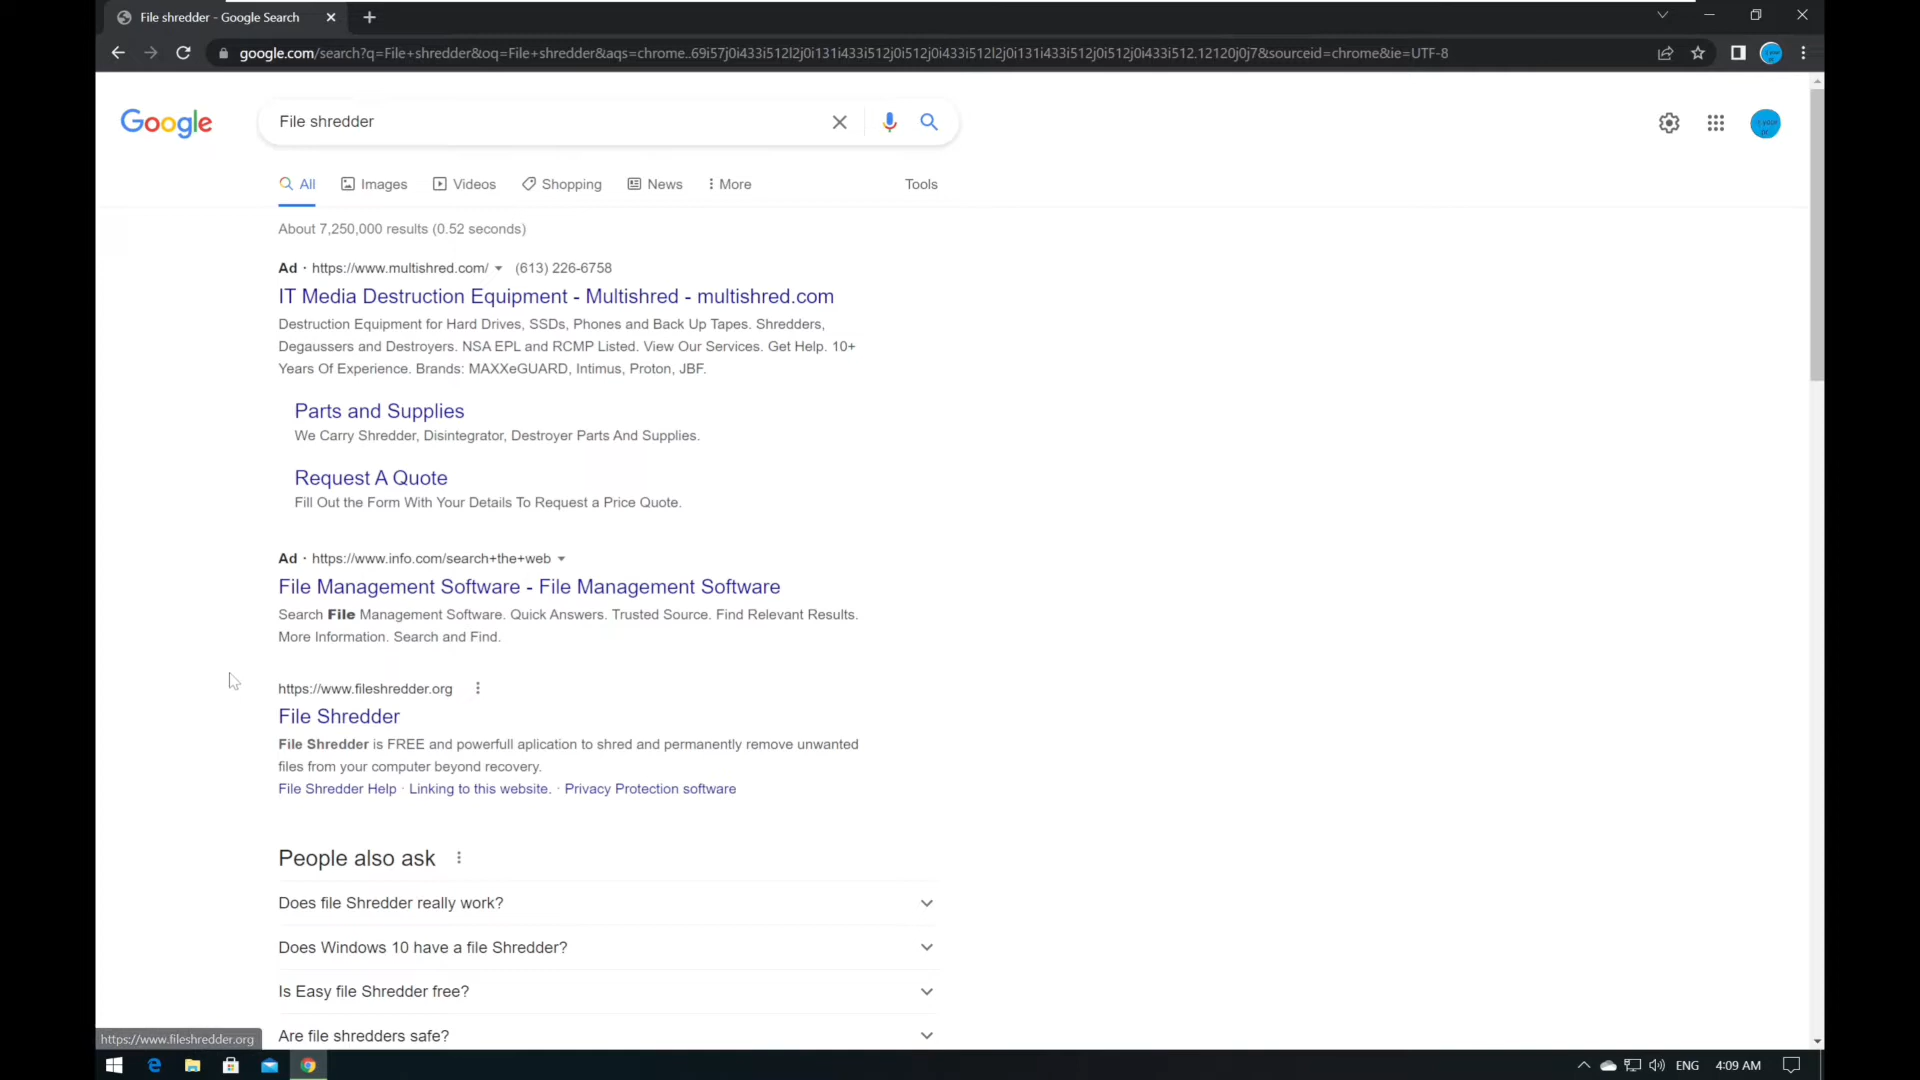 File shredder - Google Search
google.com/search?q=File+shredder&oq=File+shredder&aqs=chrome..69i57j0i433i512l2j0i131i433i512j0i512j0i433i512l2j0i131i433i512j0i512j0i433i512.12120j0j7&sourceid=chrome&ie=UTF-8
Google
File shredder
All
Images
Videos
Shopping
News
More
Tools
About 7,250,000 results (0.52 seconds)
Ad · https://www.multishred.com/ (613) 226-6758
IT Media Destruction Equipment - Multishred - multishred.com
Destruction Equipment for Hard Drives, SSDs, Phones and Back Up Tapes. Shredders,
Degaussers and Destroyers. NSA EPL and RCMP Listed. View Our Services. Get Help. 10+
Years Of Experience. Brands: MAXXeGUARD, Intimus, Proton, JBF.
Parts and Supplies
We Carry Shredder, Disintegrator, Destroyer Parts And Supplies.
Request A Quote
Fill Out the Form With Your Details To Request a Price Quote.
Ad · https://www.info.com/search+the+web
File Management Software - File Management Software
Search File Management Software. Quick Answers. Trusted Source. Find Relevant Results.
More Information. Search and Find.
https://www.fileshredder.org
File Shredder
File Shredder is FREE and powerfull aplication to shred and permanently remove unwanted
files from your computer beyond recovery.
File Shredder Help · Linking to this website. · Privacy Protection software
People also ask
Does file Shredder really work?
Does Windows 10 have a file Shredder?
Is Easy file Shredder free?
Are file shredders safe?
https://www.fileshredder.org
ENG
4:09 AM